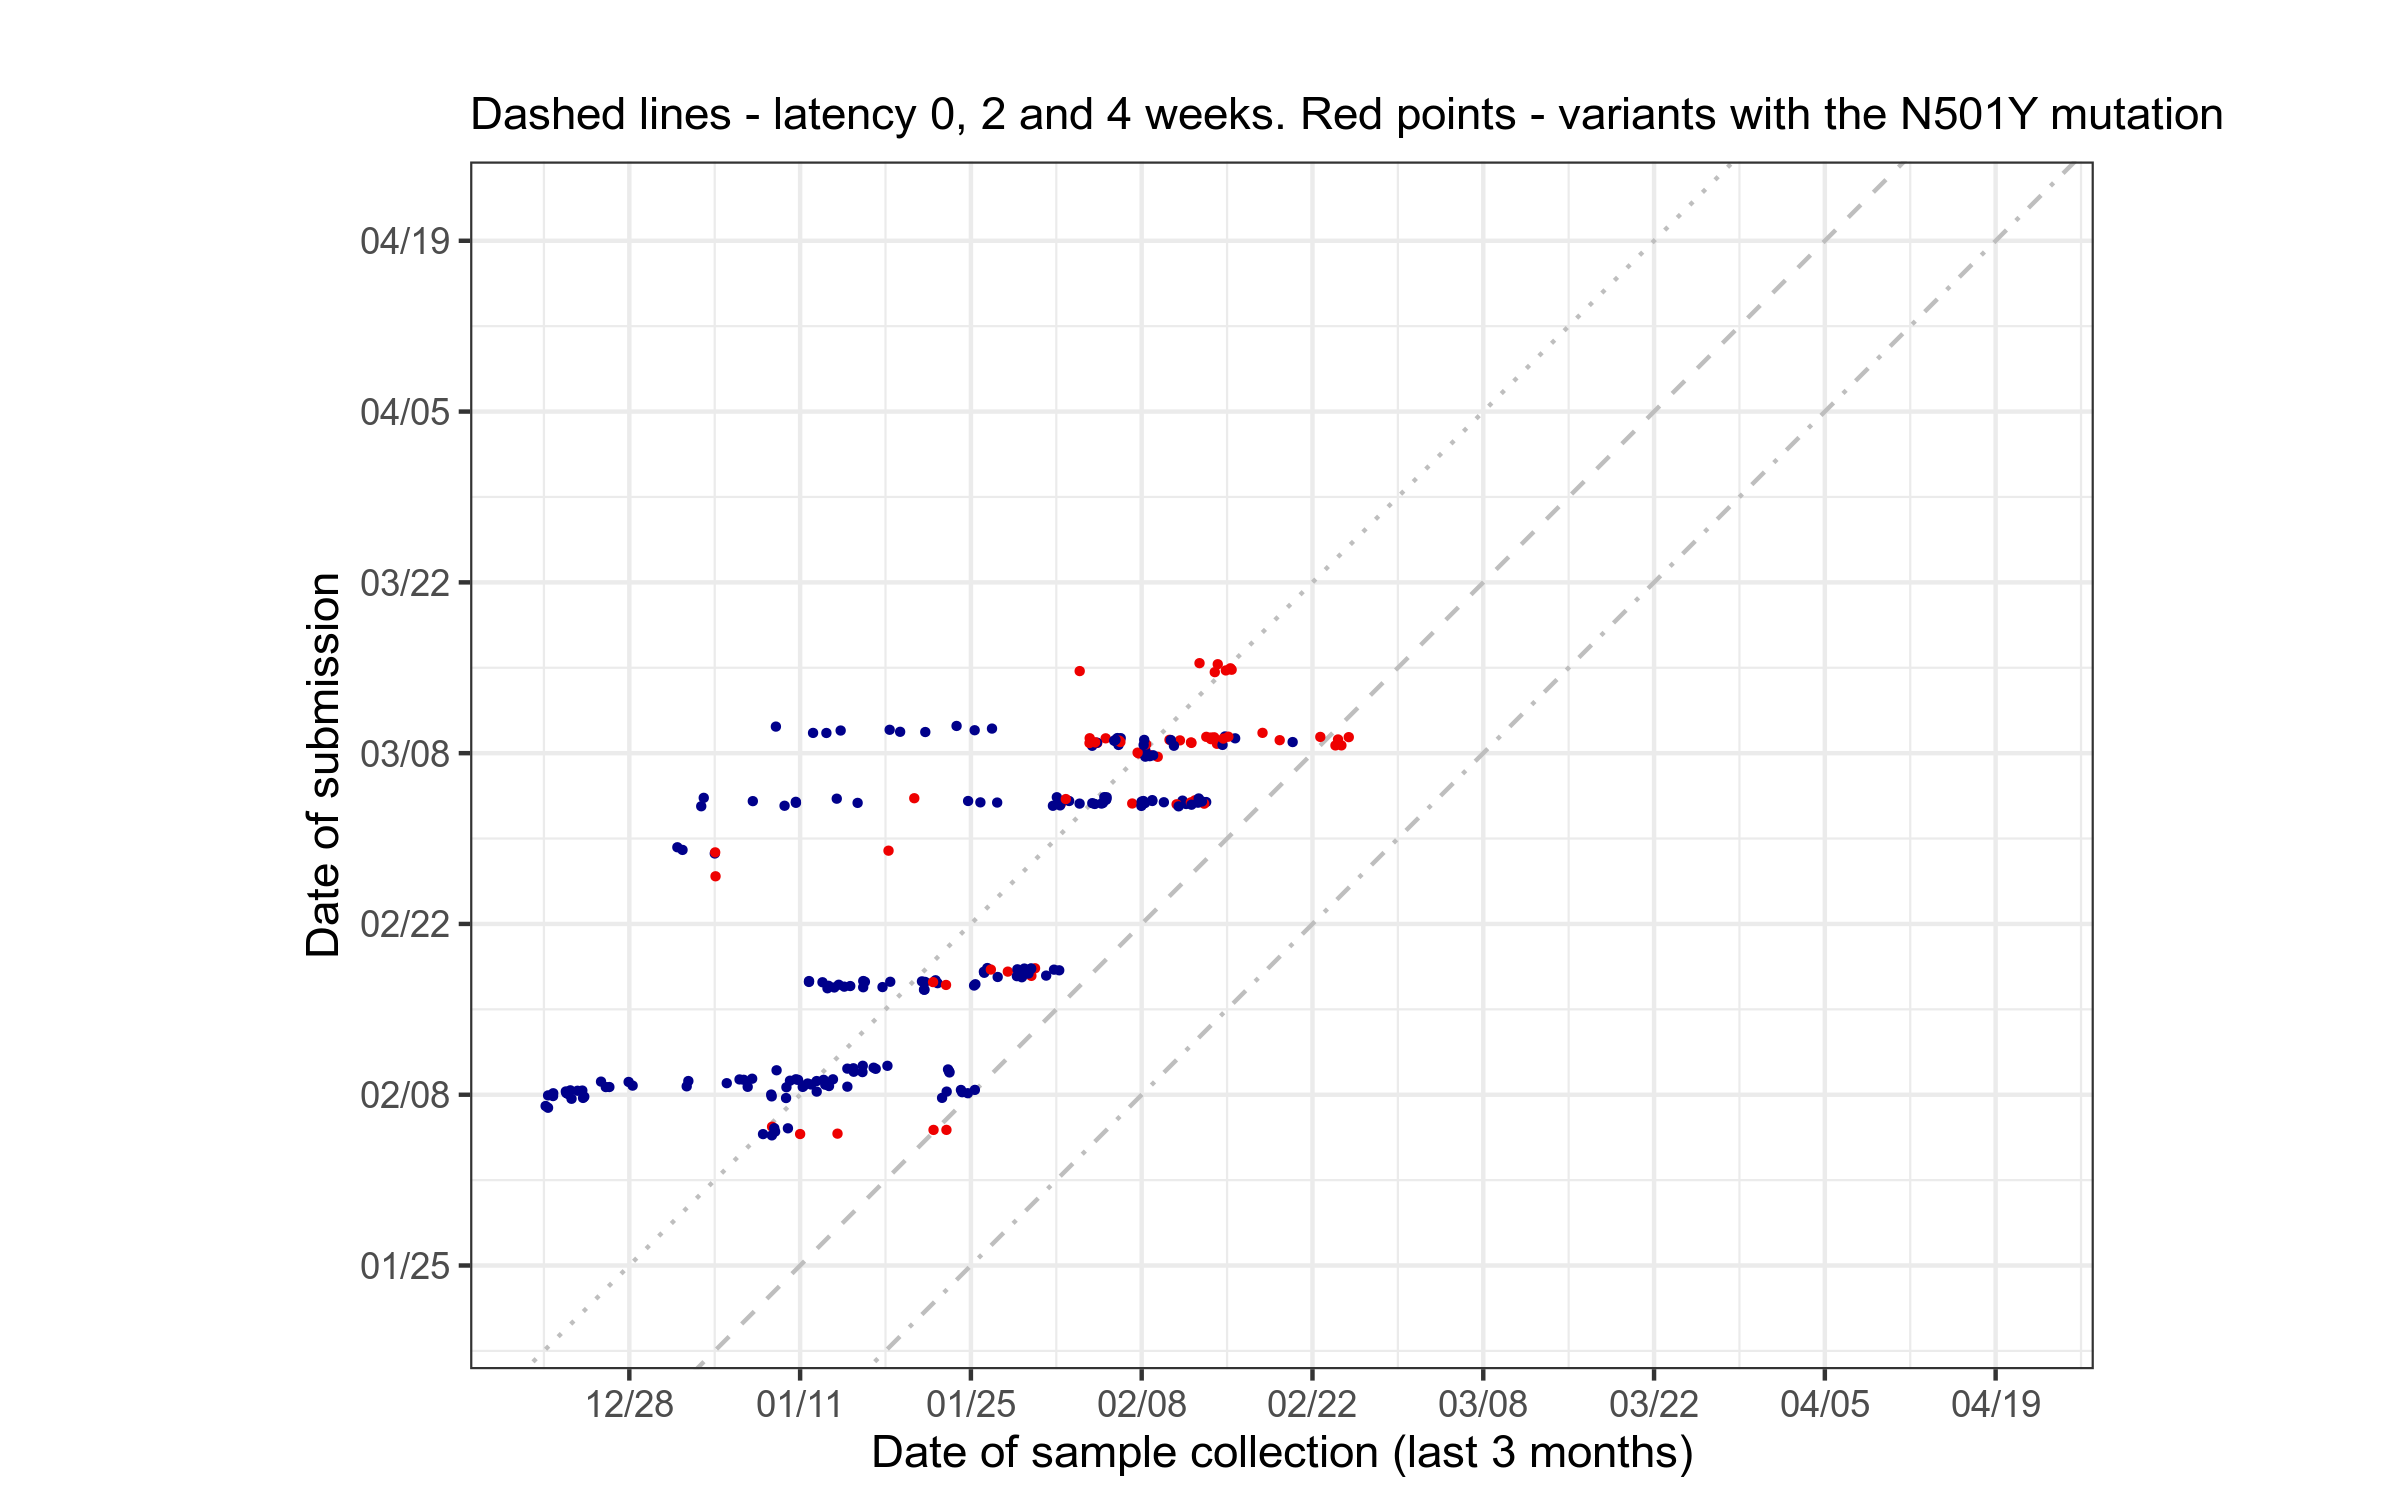 Dashed lines - latency 0, 2 and 4 weeks. Red points - variants with the N501Y mutation
Date of submission
04/19
04/05
03/22
03/08
02/22
02/08
01/25
12/28 01/11 01/25 02/08 02/22 03/08 03/22 04/05 04/19
Date of sample collection (last 3 months)